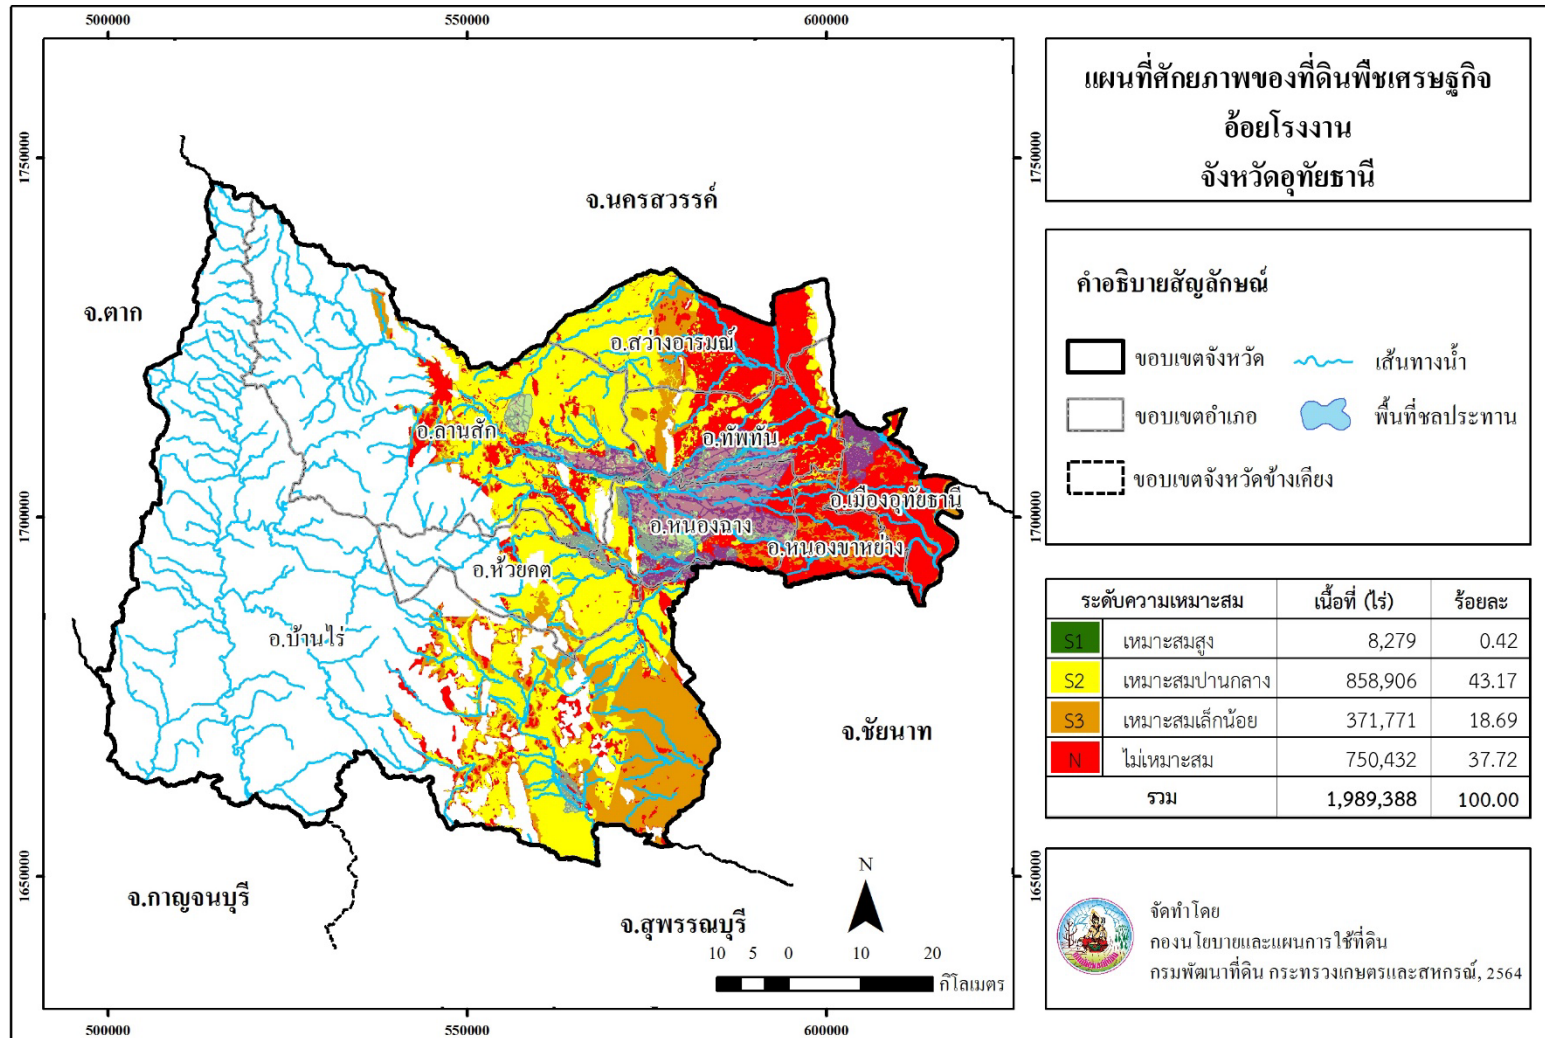 500000
550000
600000
1750000
1700000
1650000
1750000
1700000
1650000
500000
550000
600000
จ.นครสวรรค์
จ.ตาก
อ.สว่างอารมณ์
อ.ลานสัก
อ.ทัพทัน
อ.เมืองอุทัยธานี
อ.หนองฉาง
อ.หนองขาหย่าง
อ.ห้วยคต
อ.บ้านไร่
จ.ชัยนาท
จ.กาญจนบุรี
จ.สุพรรณบุรี
N
10 5 0 10 20
กิโลเมตร
แผนที่ศักยภาพของที่ดินพืชเศรษฐกิจ
อ้อยโรงงาน
จังหวัดอุทัยธานี
คำอธิบายสัญลักษณ์
ขอบเขตจังหวัด เส้นทางน้ำ
ขอบเขตอำเภอ พื้นที่ชลประทาน
ขอบเขตจังหวัดข้างเคียง
ระดับความเหมาะสม เนื้อที่ (ไร่) ร้อยละ
S1 เหมาะสมสูง 8,279 0.42
S2 เหมาะสมปานกลาง 858,906 43.17
S3 เหมาะสมเล็กน้อย 371,771 18.69
N ไม่เหมาะสม 750,432 37.72
รวม 1,989,388 100.00
จัดทำโดย
กองนโยบายและแผนการใช้ที่ดิน
กรมพัฒนาที่ดิน กระทรวงเกษตรและสหกรณ์, 2564